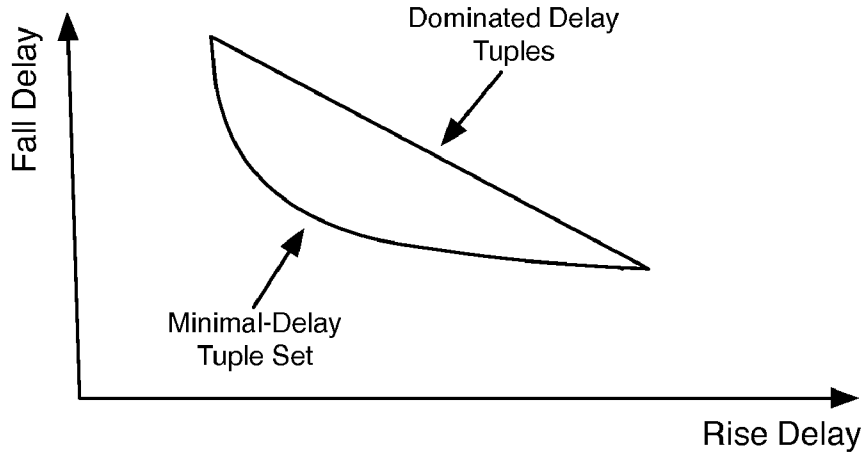 Dominated Delay
Tuples
Fall Delay
Minimal-Delay
Tuple Set
Rise Delay